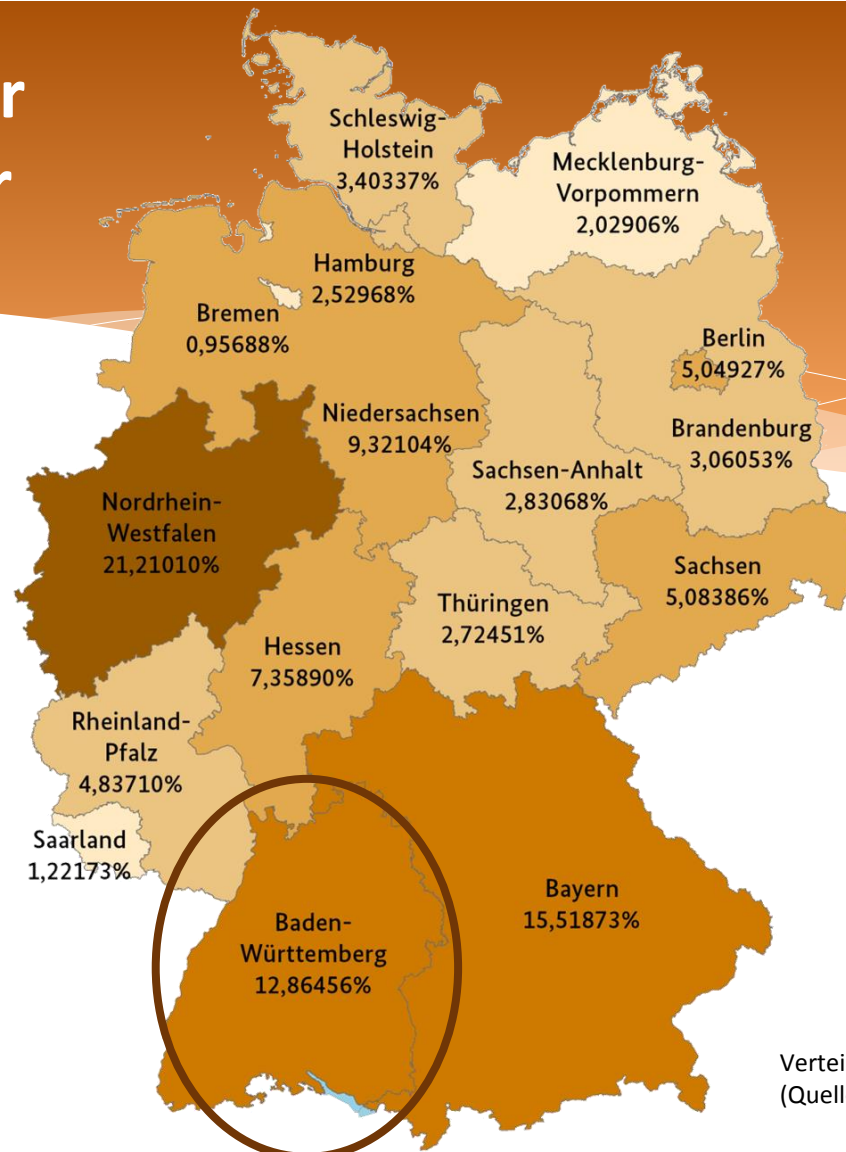 Schleswig-
Holstein
3,40337%
Mecklenburg-
Vorpommern
2,02906%
Hamburg
2,52968%
Bremen
0,95688%
Berlin
5,04927%
Niedersachsen
9,32104%
Brandenburg
3,06053%
Sachsen-Anhalt
2,83068%
Nordrhein-
Westfalen
21,21010%
Sachsen
5,08386%
Thüringen
2,72451%
Hessen
7,35890%
Rheinland-
Pfalz
4,83710%
Saarland
1,22173%
Bayern
15,51873%
Baden-
Württemberg
12,86456%